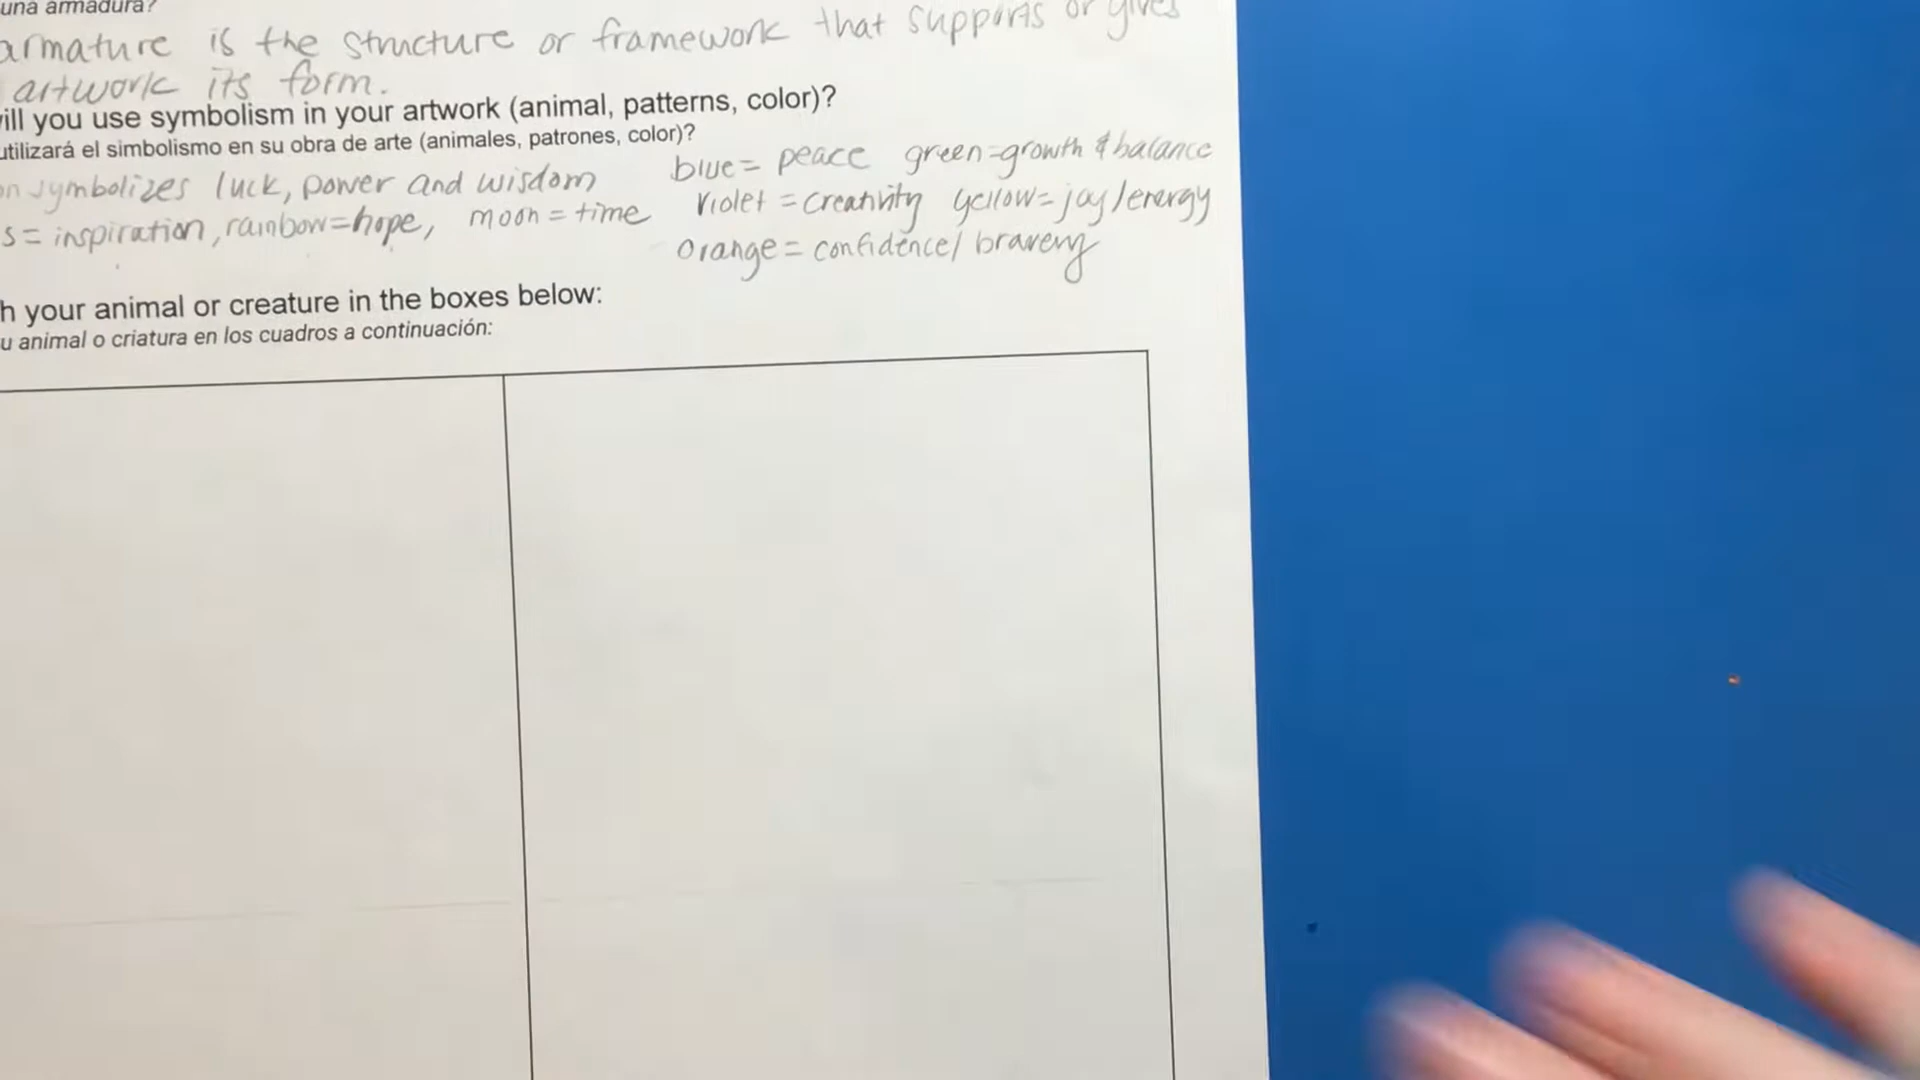 una armadura?
armature is the structure or framework that supports or gives
artwork its form.
ill you use symbolism in your artwork (animal, patterns, color)?
utilizará el simbolismo en su obra de arte (animales, patrones, color)?
on symbolizes luck, power and wisdom
s = inspiration, rainbow=hope, moon = time
blue = peace green=growth & balance
violet = creativity yellow= joy/energy
orange = confidence/ bravery
h your animal or creature in the boxes below:
u animal o criatura en los cuadros a continuación: